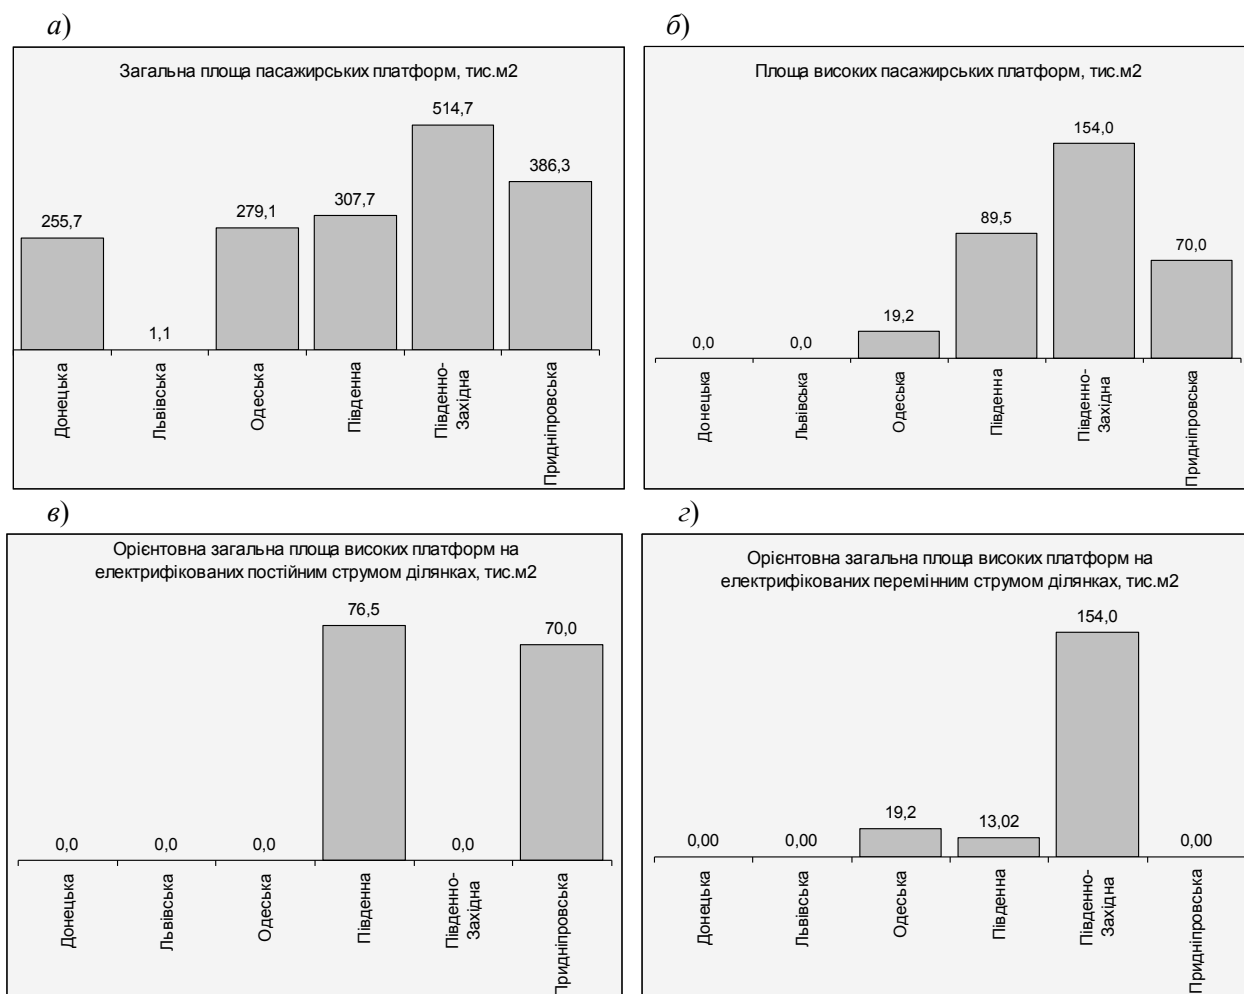 а)
Загальна площа пасажирських платформ, тис.м2
255,7
1,1
279,1
307,7
514,7
386,3
Донецька
Львівська
Одеська
Південна
Південно-
Західна
Придніпровська
б)
Площа високих пасажирських платформ, тис.м2
0,0
0,0
19,2
89,5
154,0
70,0
Донецька
Львівська
Одеська
Південна
Південно-
Західна
Придніпровська
в)
Орієнтовна загальна площа високих платформ на
електрифікованих постійним струмом ділянках, тис.м2
0,0
0,0
0,0
76,5
0,0
70,0
Донецька
Львівська
Одеська
Південна
Південно-
Західна
Придніпровська
г)
Орієнтовна загальна площа високих платформ на
електрифікованих перемінним струмом ділянках, тис.м2
0,00
0,00
19,2
13,02
154,0
0,00
Донецька
Львівська
Одеська
Південна
Південно-
Західна
Придніпровська